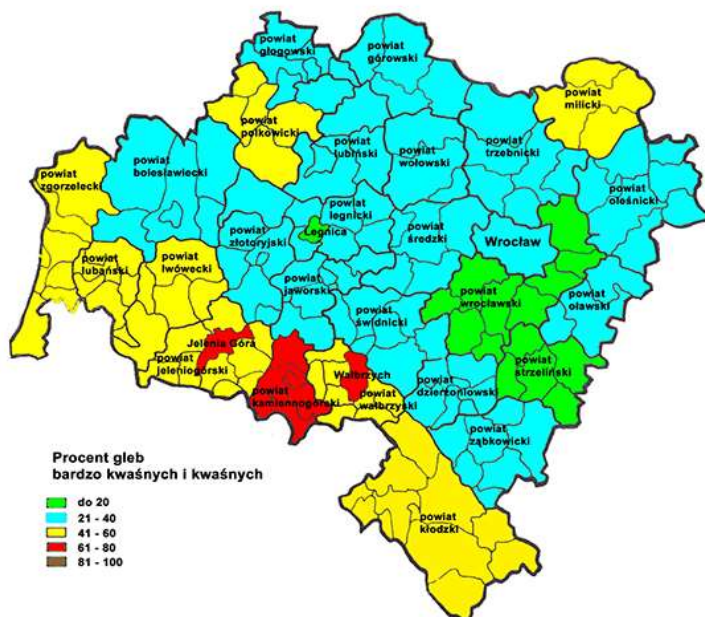 powiat
głogowski
powiat
górowski
powiat
milicki
powiat
polkowicki
powiat
lubiński
powiat
wołowski
powiat
trzebnicki
powiat
zgorzelecki
powiat
bolesławiecki
powiat
oleśnicki
powiat
legnicki
Legnica
powiat
złotoryjski
powiat
średzki
Wrocław
powiat
lubański
powiat
lwówecki
powiat
jaworski
powiat
wrocławski
powiat
oławski
powiat
świdnicki
Jelenia Góra
powiat
jeleniogórski
Wałbrzych
powiat
strzeliński
powiat
kamiennogórski
powiat
wałbrzyski
powiat
dzierżoniowski
powiat
ząbkowicki
powiat
kłodzki
Procent gleb
bardzo kwaśnych i kwaśnych
do 20
21 - 40
41 - 60
61 - 80
81 - 100